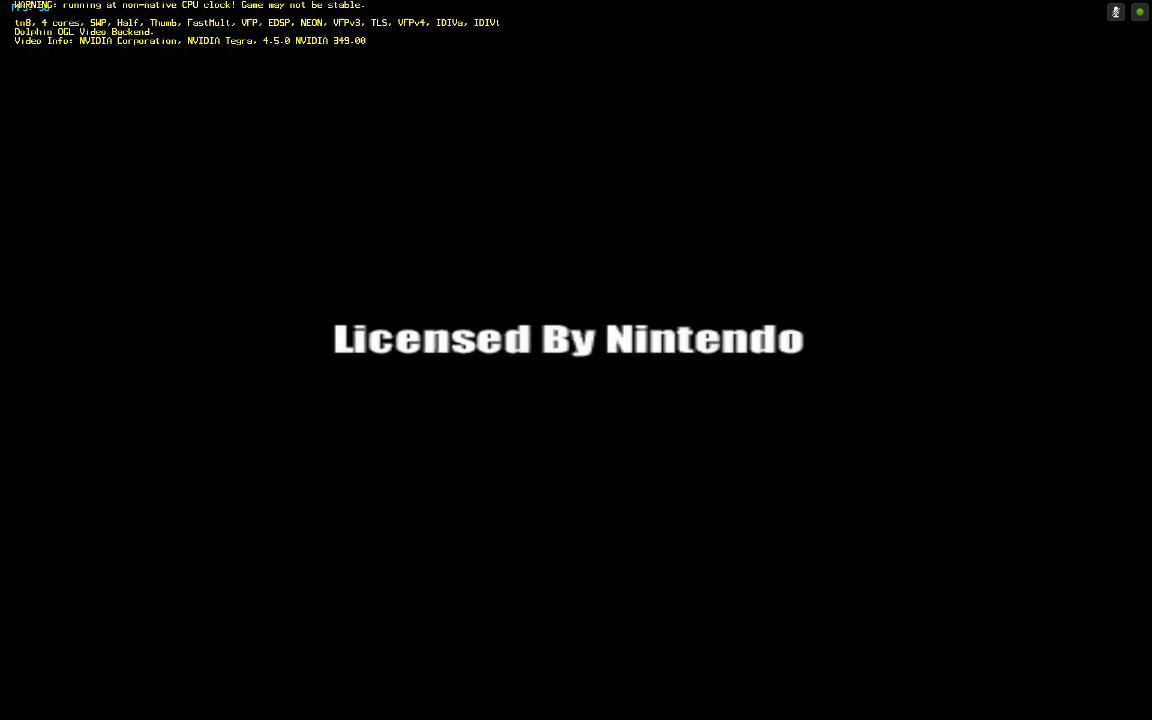 WARNING: running at non-native CPU clock! Game may not be stable.
tn8, 4 cores, SWP, Half, Thumb, FastMult, VFP, EDSP, NEON, VFPv3, TLS, VFPv4, IDIVa, IDIVt
Dolphin OGL Video Backend.
Video Info: NVIDIA Corporation, NVIDIA Tegra, 4.5.0 NVIDIA 349.00
Licensed By Nintendo